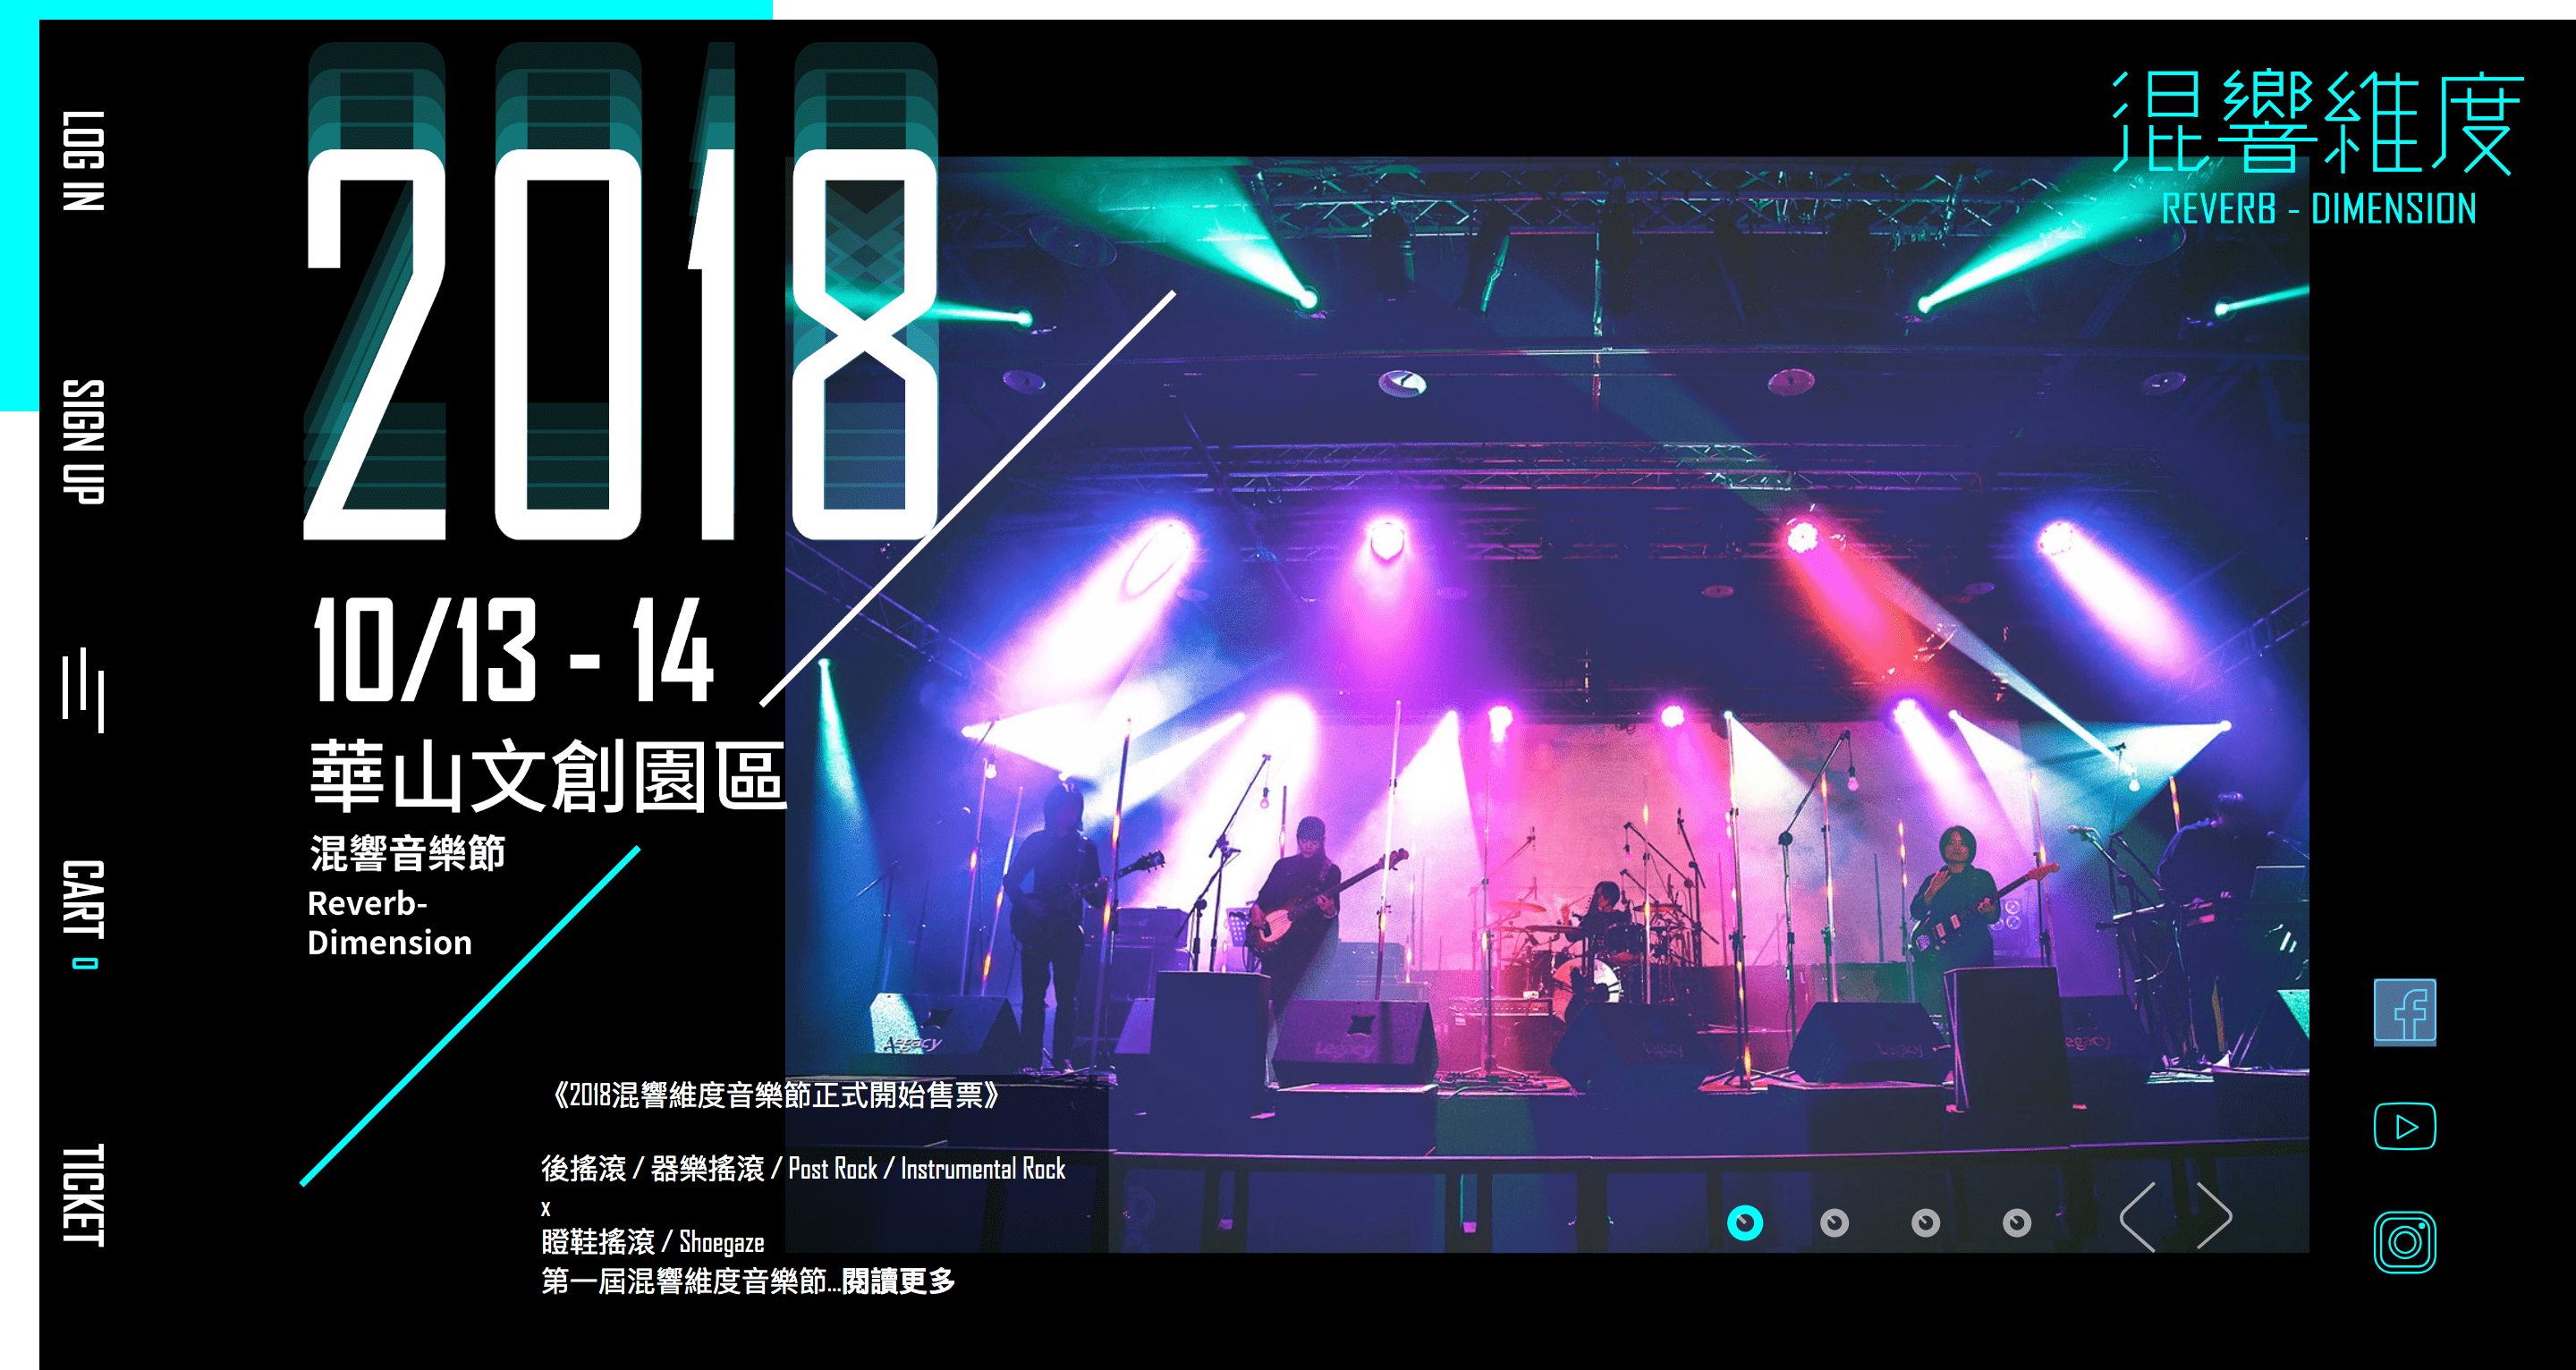 LOG IN
SIGN UP
CART 0
TICKET
2018
10/13 - 14
華山文創園區
混響音樂節
Reverb-
Dimension
混響維度
REVERB - DIMENSION
Legacy
Legacy
Legacy
《2018混響維度音樂節正式開始售票》
後搖滾 / 器樂搖滾 / Post Rock / Instrumental Rock
x
瞪鞋搖滾 / Shoegaze
第一屆混響維度音樂節...閱讀更多